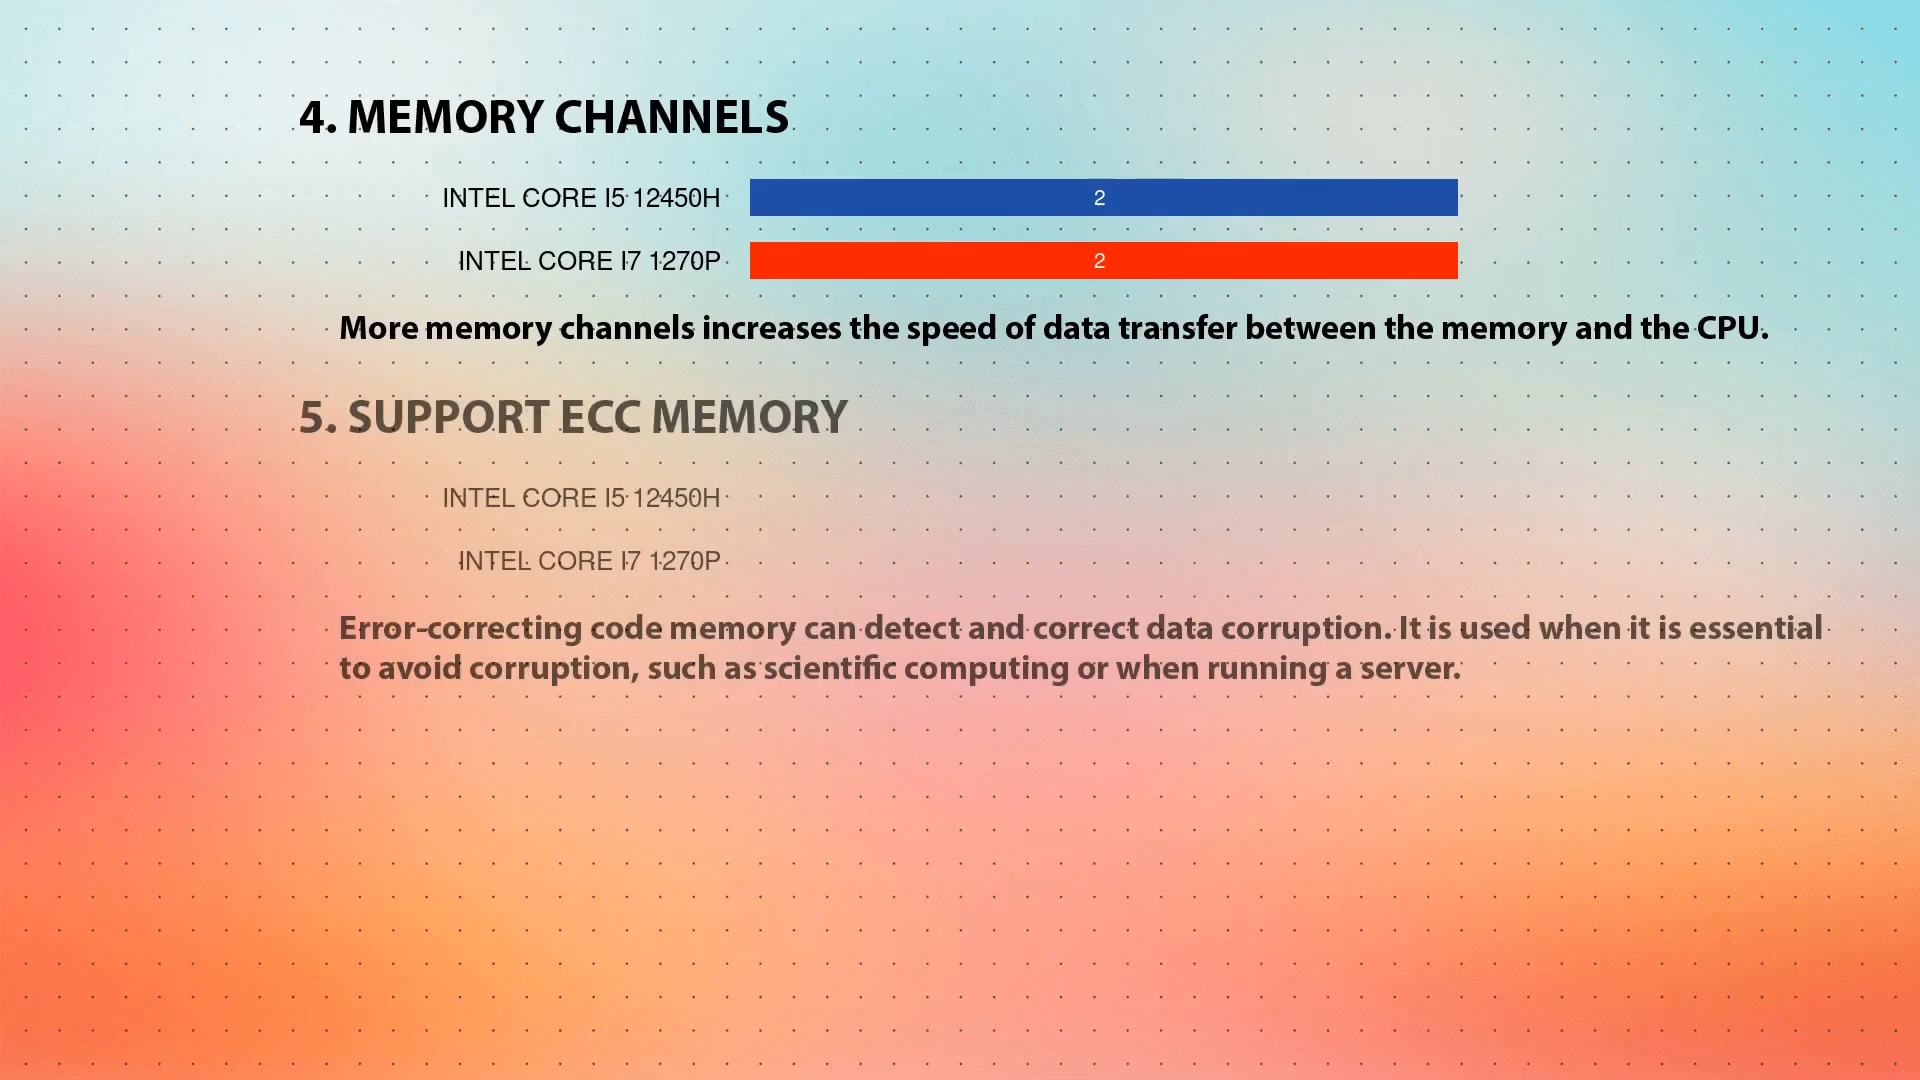 4. MEMORY CHANNELS
INTEL CORE I5 12450H
2
INTEL CORE I7 1270P
2
More memory channels increases the speed of data transfer between the memory and the CPU.
5. SUPPORT ECC MEMORY
INTEL CORE I5 12450H
INTEL CORE I7 1270P
Error-correcting code memory can detect and correct data corruption. It is used when it is essential
to avoid corruption, such as scientific computing or when running a server.